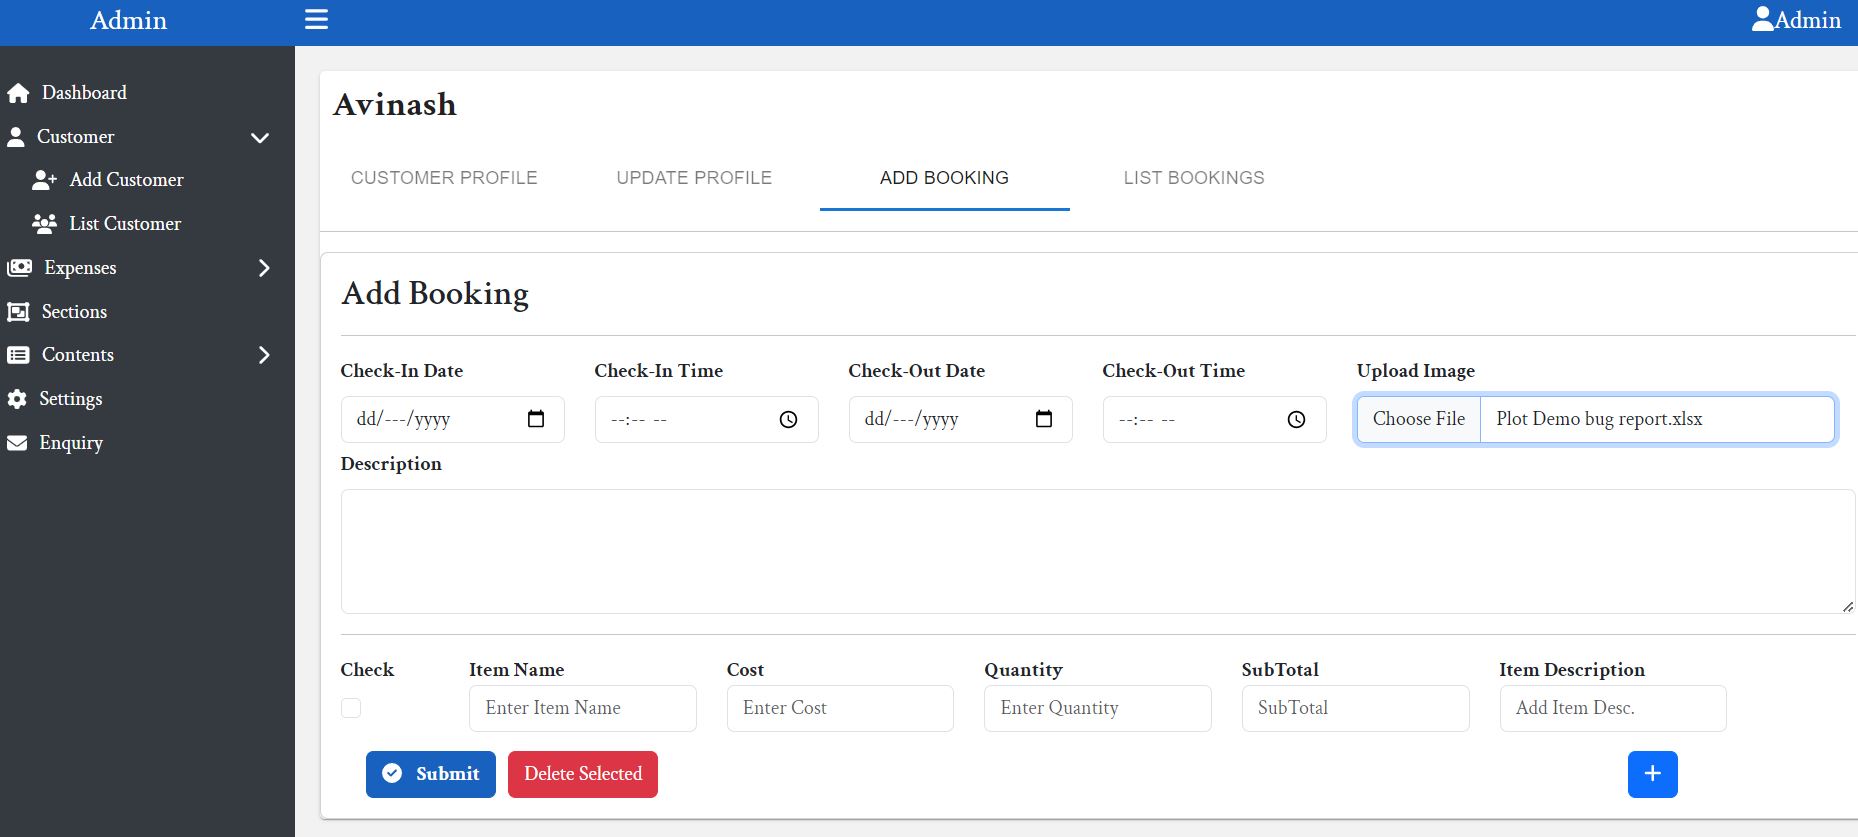 Admin
Admin
Dashboard
Customer
Add Customer
List Customer
Expenses
Sections
Contents
Settings
Enquiry
Avinash
CUSTOMER PROFILE UPDATE PROFILE ADD BOOKING LIST BOOKINGS
Add Booking
Check-In Date Check-In Time Check-Out Date Check-Out Time Upload Image
dd/---/yyyy --:-- -- dd/---/yyyy --:-- -- Choose File Plot Demo bug report.xlsx
Description
Check Item Name Cost Quantity SubTotal Item Description
Enter Item Name Enter Cost Enter Quantity SubTotal Add Item Desc.
Submit Delete Selected +